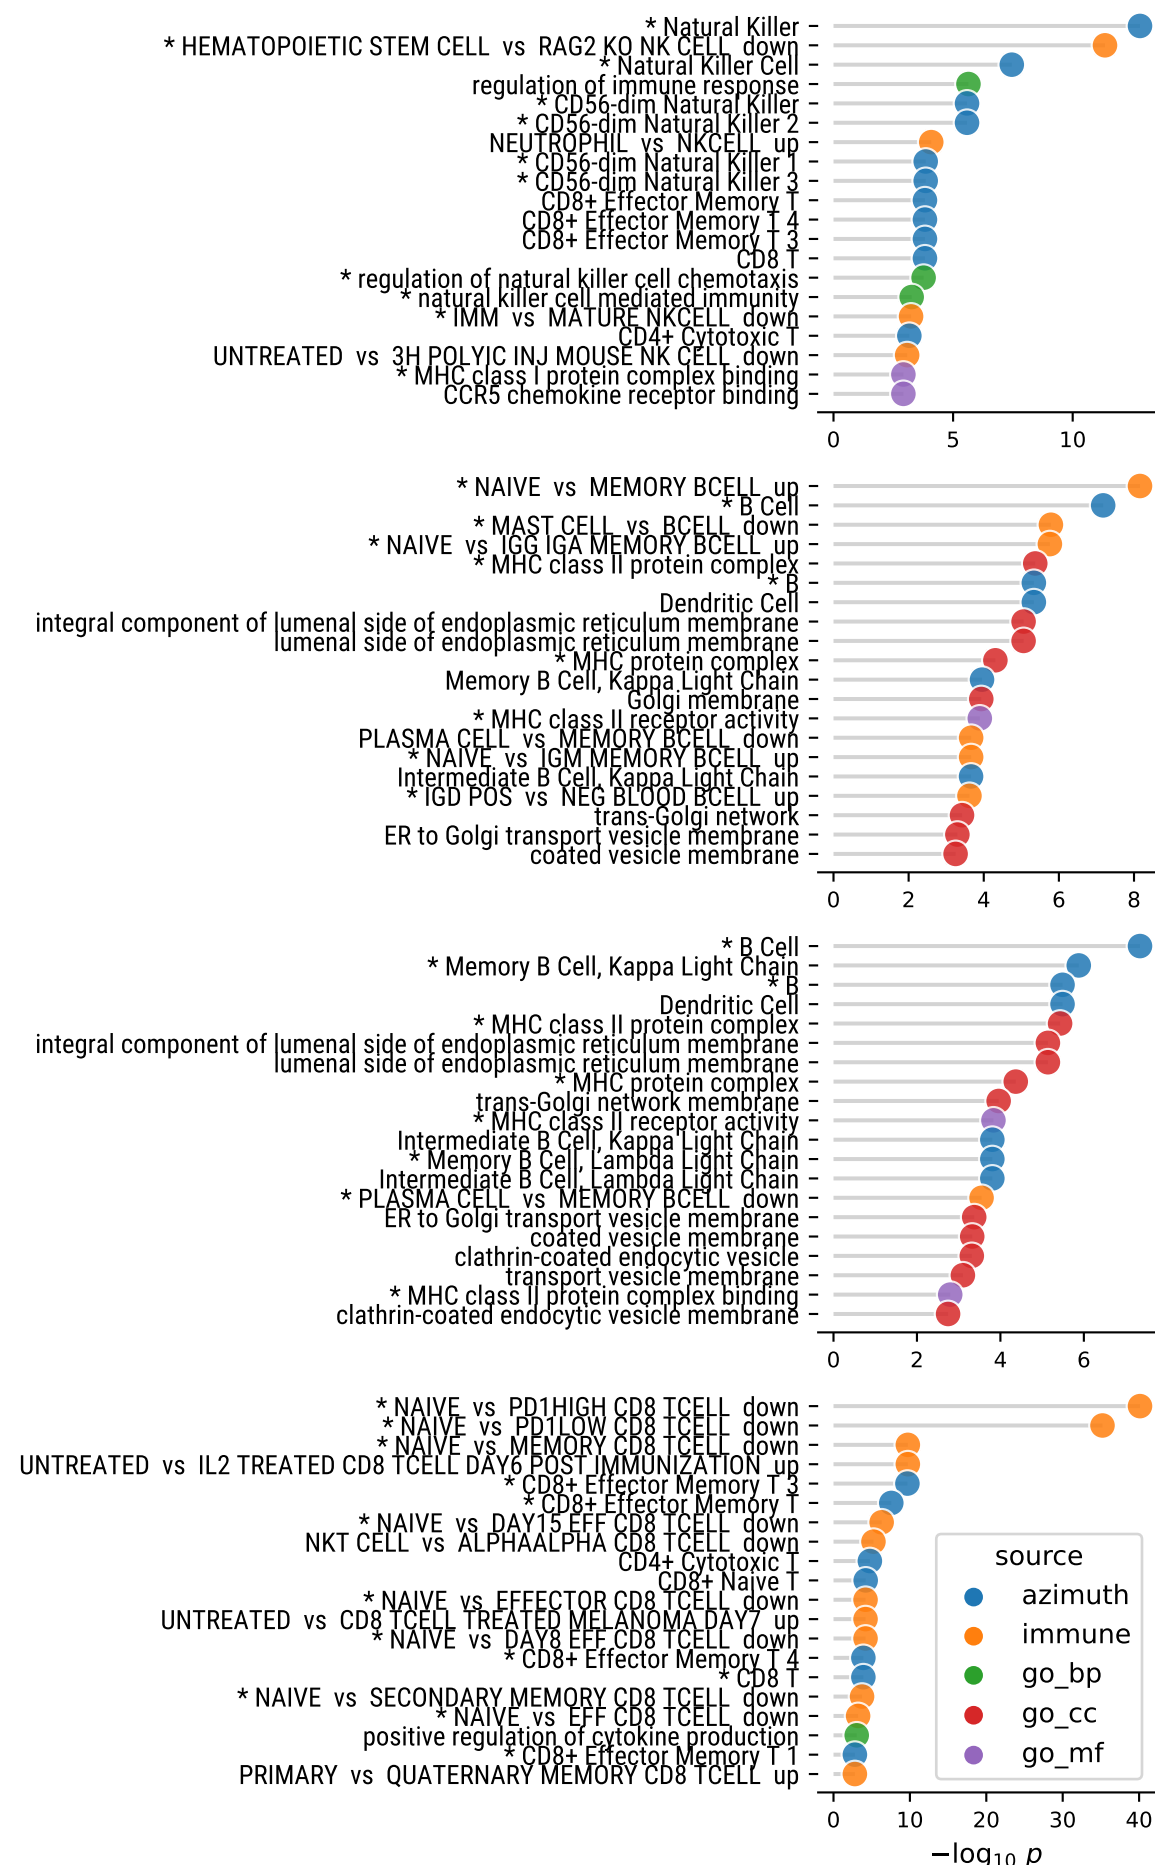 * Natural Killer
* HEMATOPOIETIC STEM CELL vs RAG2 KO NK CELL down
* Natural Killer Cell
regulation of immune response
* CD56-dim Natural Killer
* CD56-dim Natural Killer 2
NEUTROPHIL vs NKCELL up
* CD56-dim Natural Killer 1
* CD56-dim Natural Killer 3
CD8+ Effector Memory T
CD8+ Effector Memory T 4
CD8+ Effector Memory T 3
CD8 T
* regulation of natural killer cell chemotaxis
* natural killer cell mediated immunity
* IMM vs MATURE NKCELL down
CD4+ Cytotoxic T
UNTREATED vs 3H POLYIC INJ MOUSE NK CELL down
* MHC class I protein complex binding
CCR5 chemokine receptor binding
0 5 10
* NAIVE vs MEMORY BCELL up
* B Cell
* MAST CELL vs BCELL down
* NAIVE vs IGG IGA MEMORY BCELL up
* MHC class II protein complex
* B
Dendritic Cell
integral component of lumenal side of endoplasmic reticulum membrane
lumenal side of endoplasmic reticulum membrane
* MHC protein complex
Memory B Cell, Kappa Light Chain
Golgi membrane
* MHC class II receptor activity
PLASMA CELL vs MEMORY BCELL down
* NAIVE vs IGM MEMORY BCELL up
Intermediate B Cell, Kappa Light Chain
* IGD POS vs NEG BLOOD BCELL up
trans-Golgi network
ER to Golgi transport vesicle membrane
coated vesicle membrane
0 2 4 6 8
* B Cell
* Memory B Cell, Kappa Light Chain
* B
Dendritic Cell
* MHC class II protein complex
integral component of lumenal side of endoplasmic reticulum membrane
lumenal side of endoplasmic reticulum membrane
* MHC protein complex
trans-Golgi network membrane
* MHC class II receptor activity
Intermediate B Cell, Kappa Light Chain
* Memory B Cell, Lambda Light Chain
Intermediate B Cell, Lambda Light Chain
* PLASMA CELL vs MEMORY BCELL down
ER to Golgi transport vesicle membrane
coated vesicle membrane
clathrin-coated endocytic vesicle
transport vesicle membrane
* MHC class II protein complex binding
clathrin-coated endocytic vesicle membrane
0 2 4 6
* NAIVE vs PD1HIGH CD8 TCELL down
* NAIVE vs PD1LOW CD8 TCELL down
* NAIVE vs MEMORY CD8 TCELL down
UNTREATED vs IL2 TREATED CD8 TCELL DAY6 POST IMMUNIZATION up
* CD8+ Effector Memory T 3
* CD8+ Effector Memory T
* NAIVE vs DAY15 EFF CD8 TCELL down
NKT CELL vs ALPHAALPHA CD8 TCELL down
CD4+ Cytotoxic T
CD8+ Naive T
* NAIVE vs EFFECTOR CD8 TCELL down
UNTREATED vs CD8 TCELL TREATED MELANOMA DAY7 up
* NAIVE vs DAY8 EFF CD8 TCELL down
* CD8+ Effector Memory T 4
* CD8 T
* NAIVE vs SECONDARY MEMORY CD8 TCELL down
* NAIVE vs EFF CD8 TCELL down
positive regulation of cytokine production
* CD8+ Effector Memory T 1
PRIMARY vs QUATERNARY MEMORY CD8 TCELL up
source
azimuth
immune
go_bp
go_cc
go_mf
0 10 20 30 40
−log₁₀ p